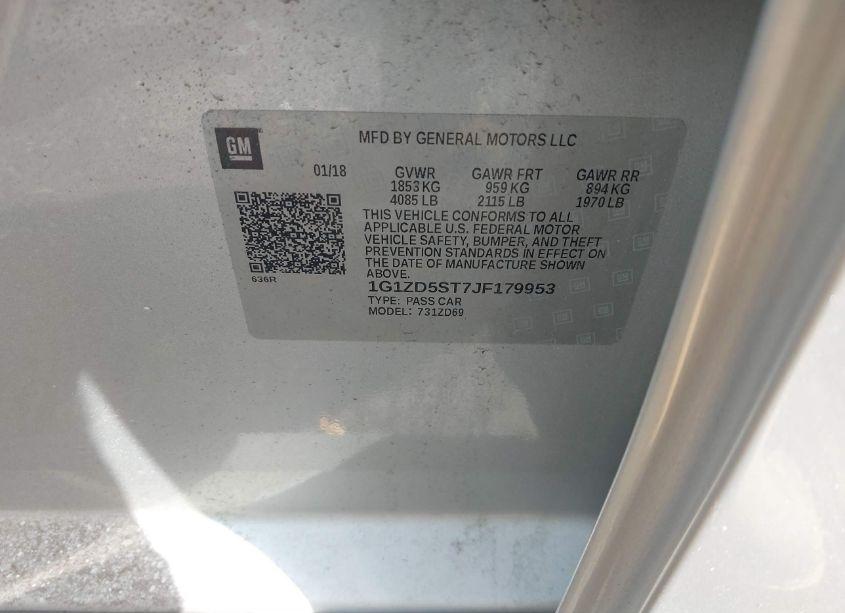 GM
MFD BY GENERAL MOTORS LLC
01/18 GVWR GAWR FRT GAWR RR
1853 KG 959 KG 894 KG
4085 LB 2115 LB 1970 LB
THIS VEHICLE CONFORMS TO ALL
APPLICABLE U.S. FEDERAL MOTOR
VEHICLE SAFETY, BUMPER, AND THEFT
PREVENTION STANDARDS IN EFFECT ON
THE DATE OF MANUFACTURE SHOWN
ABOVE.
636R
1G1ZD5ST7JF179953
TYPE: PASS CAR
MODEL: 731ZD69